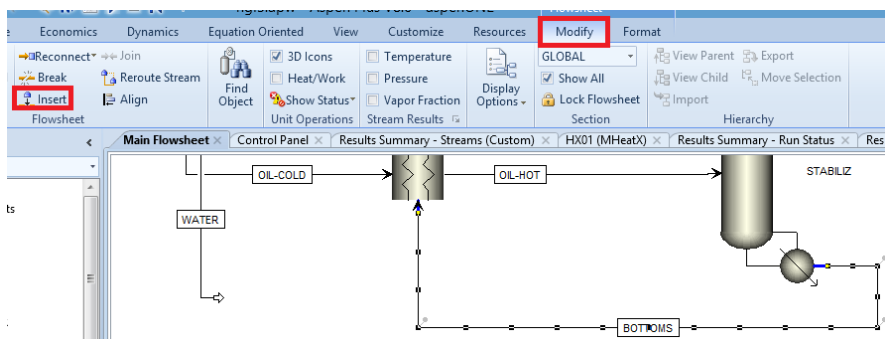 Economics Dynamics Equation Oriented View Customize Resources Modify Format
Reconnect Join
Break Reroute Stream
Insert Align
Flowsheet
Find
Object
3D Icons
Heat/Work
Show Status
Unit Operations
Temperature
Pressure
Vapor Fraction
Stream Results
Display
Options
GLOBAL
Show All
Lock Flowsheet
Section
View Parent Export
View Child Move Selection
Import
Hierarchy
Main Flowsheet Control Panel Results Summary - Streams (Custom) HX01 (MHeatX) Results Summary - Run Status Res
ts
OIL-COLD OIL-HOT STABILIZ
WATER
BOTTOMS